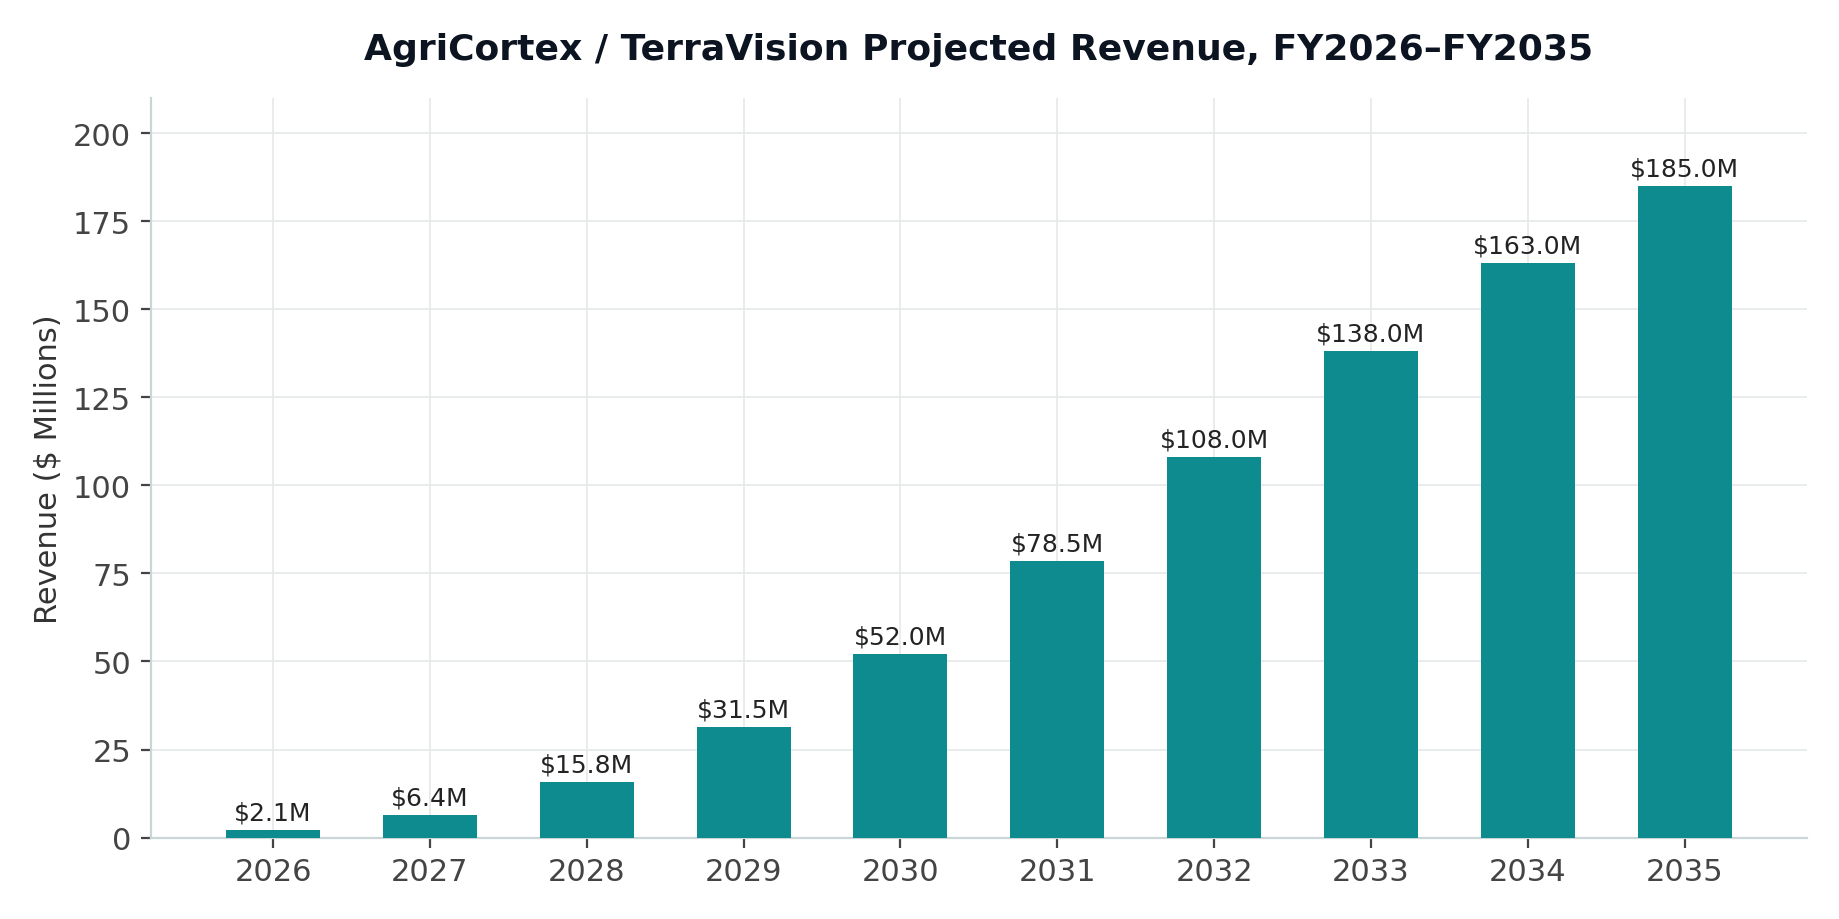 AgriCortex / TerraVision Projected Revenue, FY2026–FY2035
Revenue ($ Millions)
200
175
150
125
100
75
50
25
0
$2.1M
$6.4M
$15.8M
$31.5M
$52.0M
$78.5M
$108.0M
$138.0M
$163.0M
$185.0M
2026 2027 2028 2029 2030 2031 2032 2033 2034 2035